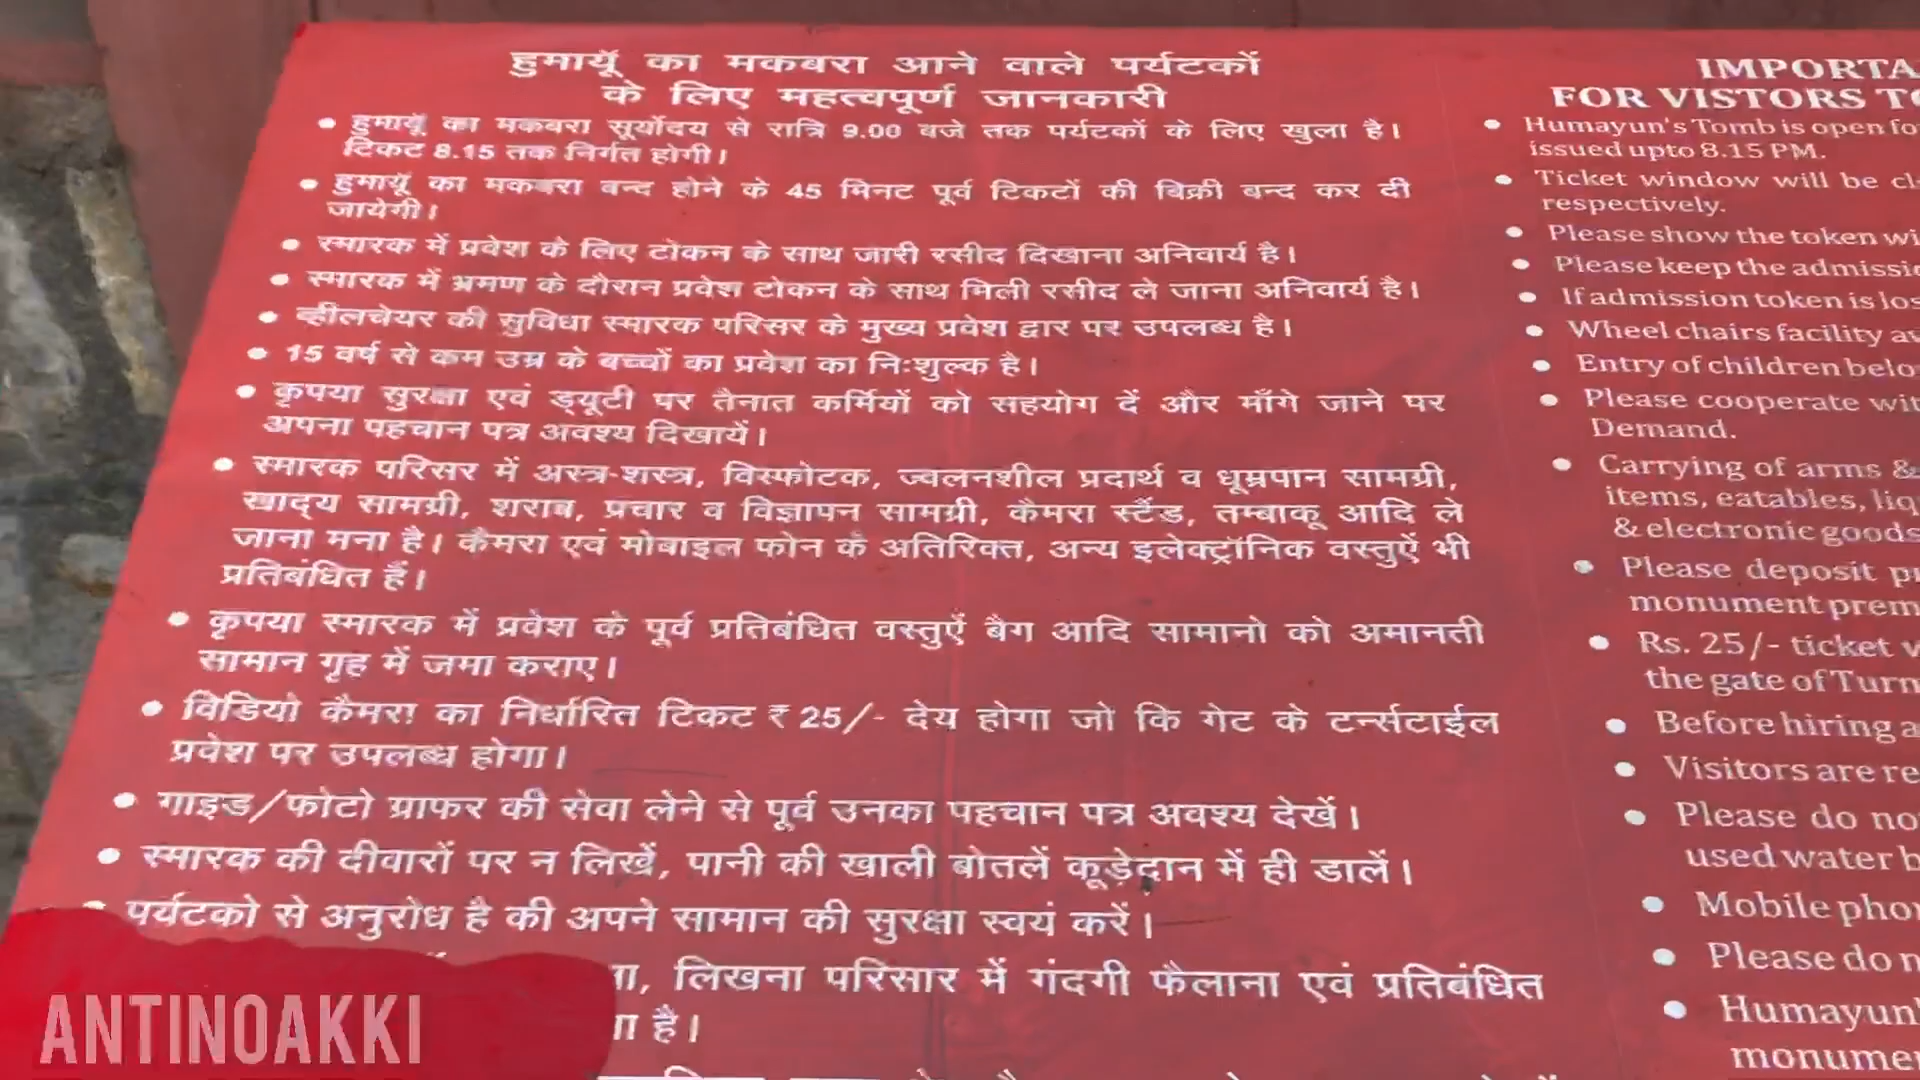 हुमायूँ का मकबरा आने वाले पर्यटकों
के लिए महत्वपूर्ण जानकारी
• हुमायूँ का मकबरा सूर्योदय से रात्रि 9.00 बजे तक पर्यटकों के लिए खुला है।
टिकट 8.15 तक निर्गत होगी।
• हुमायूँ का मकबरा बन्द होने के 45 मिनट पूर्व टिकटों की बिक्री बन्द कर दी
जायेगी।
• स्मारक में प्रवेश के लिए टोकन के साथ जारी रसीद दिखाना अनिवार्य है।
• स्मारक में भ्रमण के दौरान प्रवेश टोकन के साथ मिली रसीद ले जाना अनिवार्य है।
• व्हीलचेयर की सुविधा स्मारक परिसर के मुख्य प्रवेश द्वार पर उपलब्ध है।
• 15 वर्ष से कम उम्र के बच्चों का प्रवेश का निःशुल्क है।
• कृपया सुरक्षा एवं ड्यूटी पर तैनात कर्मियों को सहयोग दें और माँगे जाने पर
अपना पहचान पत्र अवश्य दिखायें।
• स्मारक परिसर में अस्त्र-शस्त्र, विस्फोटक, ज्वलनशील प्रदार्थ व धूम्रपान सामग्री,
खाद्य सामग्री, शराब, प्रचार व विज्ञापन सामग्री, कैमरा स्टैंड, तम्बाकू आदि ले
जाना मना है। कैमरा एवं मोबाइल फोन के अतिरिक्त, अन्य इलेक्ट्रॉनिक वस्तुऐं भी
प्रतिबंधित हैं।
• कृपया स्मारक में प्रवेश के पूर्व प्रतिबंधित वस्तुऐं बैग आदि सामानो को अमानती
सामान गृह में जमा कराए।
• विडियो कैमरा का निर्धारित टिकट ₹ 25/- देय होगा जो कि गेट के टर्न्सटाईल
प्रवेश पर उपलब्ध होगा।
• गाइड/फोटो ग्राफर की सेवा लेने से पूर्व उनका पहचान पत्र अवश्य देखें।
• स्मारक की दीवारों पर न लिखें, पानी की खाली बोतलें कूड़ेदान में ही डालें।
• पर्यटको से अनुरोध है की अपने सामान की सुरक्षा स्वयं करें।
लिखना परिसार में गंदगी फैलाना एवं प्रतिबंधित
है।
IMPORTA
FOR VISTORS TO
• Humayun's Tomb is open fo
issued upto 8.15 PM.
• Ticket window will be cl
respectively.
• Please show the token wi
• Please keep the admissi
• If admission token is los
• Wheel chairs facility av
• Entry of children belo
• Please cooperate wit
Demand.
• Carrying of arms &
items, eatables, liq
& electronic goods
• Please deposit pr
monument prem
• Rs. 25/- ticket
the gate of Turn
• Before hiring a
• Visitors are re
• Please do no
used water b
• Mobile pho
• Please do n
• Humayun
monume
ANTINOAKKI